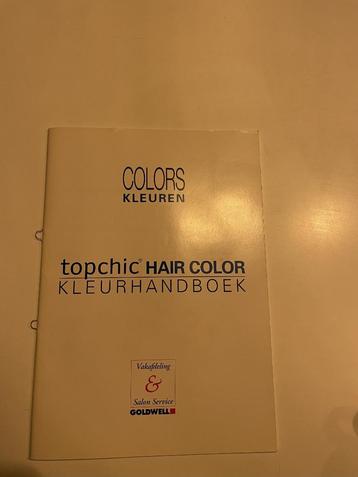 COLORS
KLEUREN
topchic® HAIR COLOR
KLEURHANDBOEK
Vakafdeling
&
Salon Service
GOLDWELL